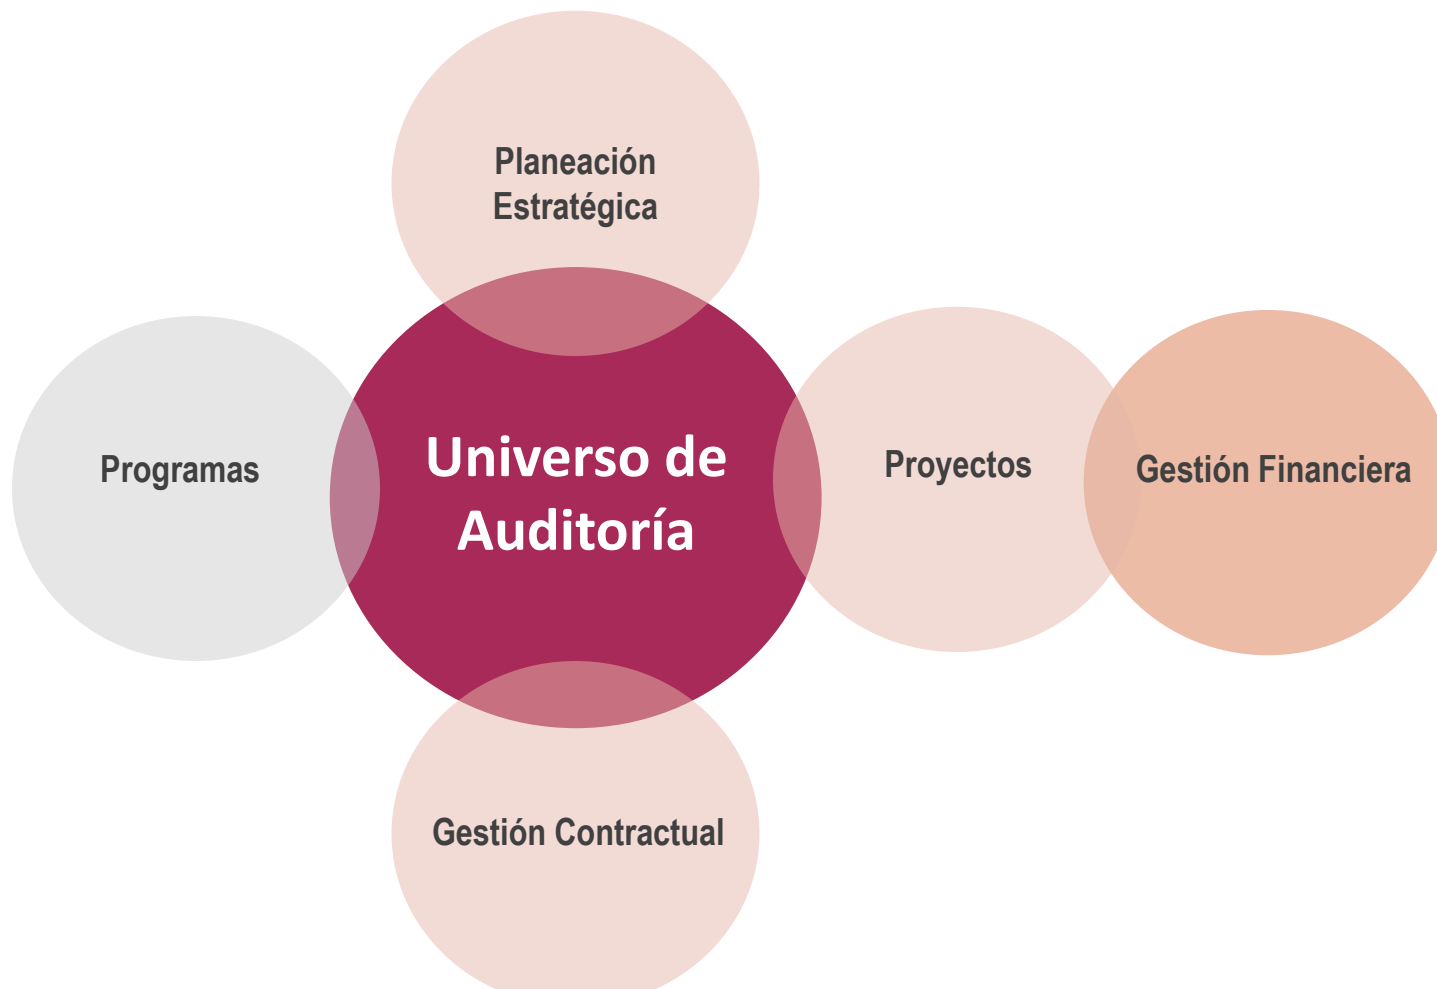 Planeación
Estratégica
Programas
Universo de
Auditoría
Proyectos
Gestión Financiera
Gestión Contractual